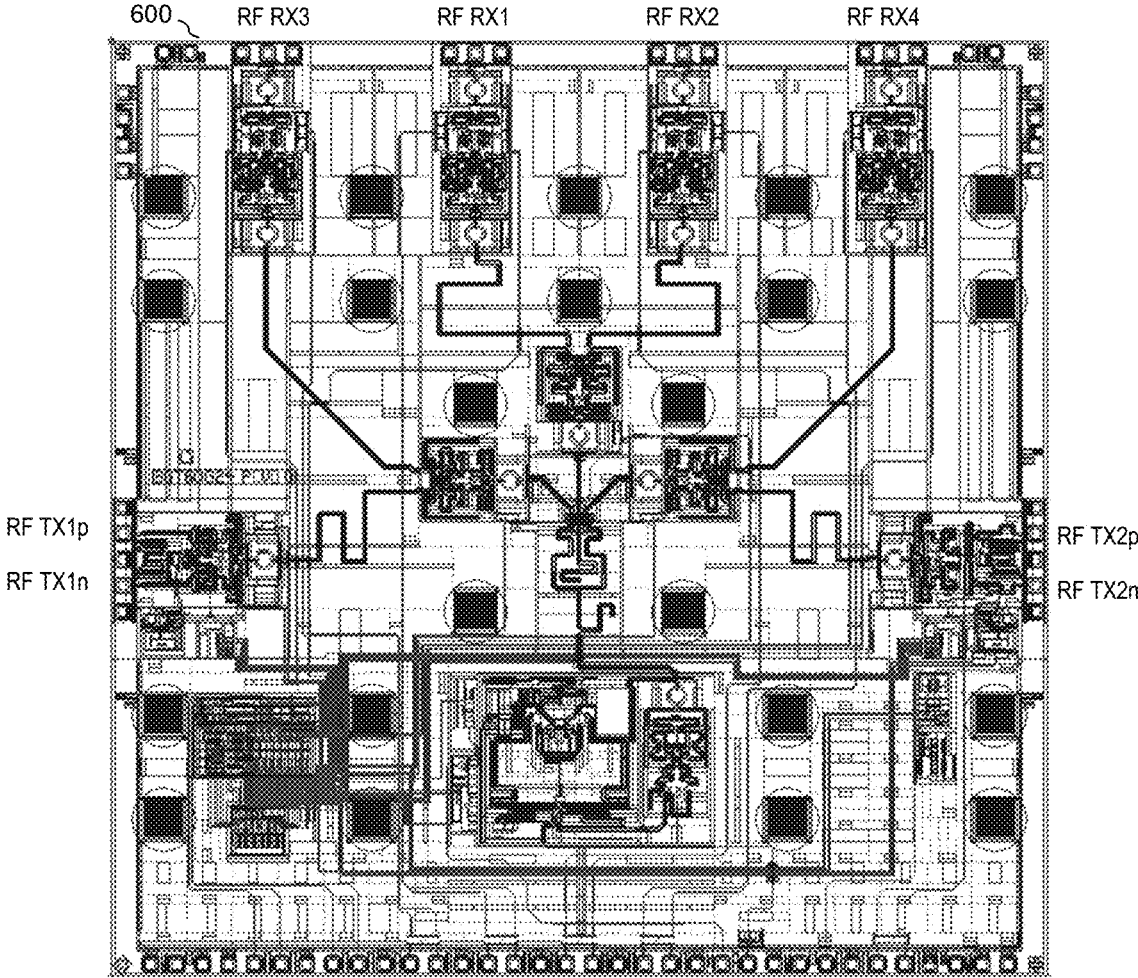 600
RF RX3 RF RX1 RF RX2 RF RX4
RF TX1p
RF TX1n
RF TX2p
RF TX2n